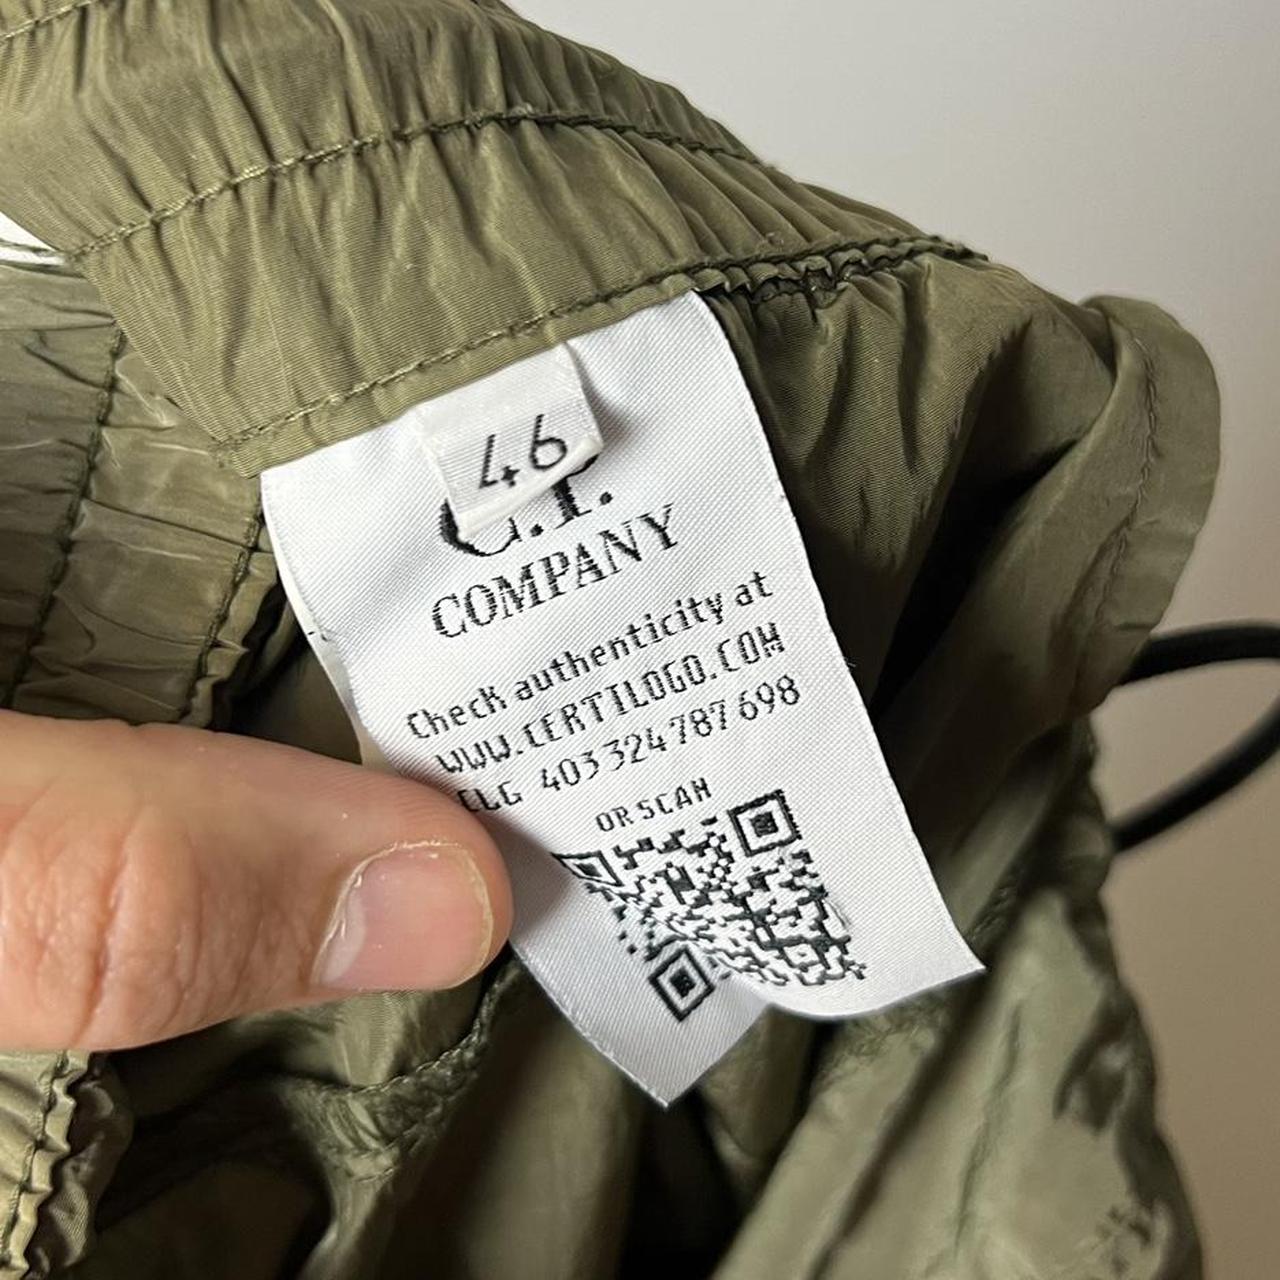 46
C.P.
COMPANY
Check authenticity at
WWW.CERTILOGO.COM
CLG 403324787698
OR SCAN